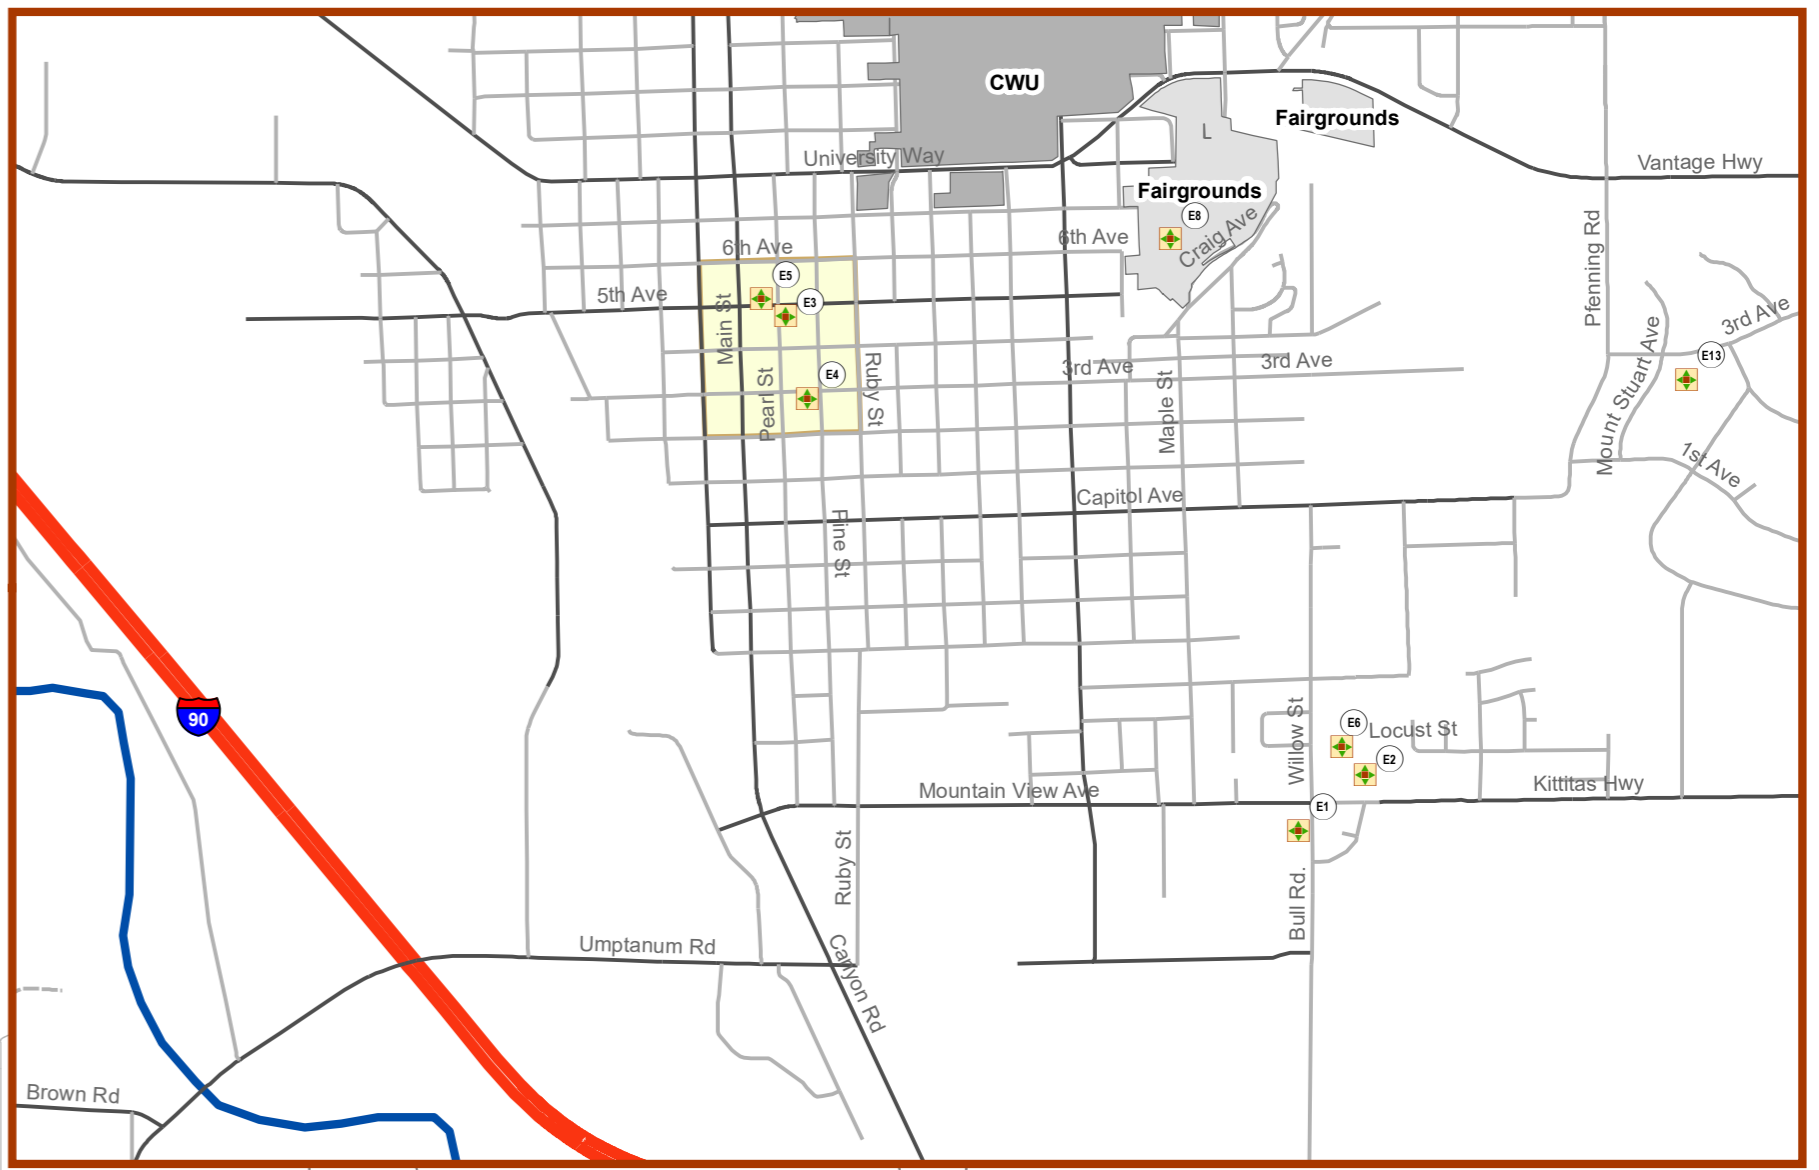 CWU
Fairgrounds
L
University Way
Vantage Hwy
Fairgrounds
E8
Craig Ave
6th Ave
6th Ave
Pfenning Rd
E5
5th Ave
E3
Main St
3rd Ave
Mount Stuart Ave
E13
3rd Ave
3rd Ave
E4
Ruby St
Pearl St
Maple St
1st Ave
Capitol Ave
Pine St
90
Willow St
E6
Locust St
E2
Kittitas Hwy
Mountain View Ave
E1
Ruby St
Bull Rd.
Umptanum Rd
Canyon Rd
Brown Rd